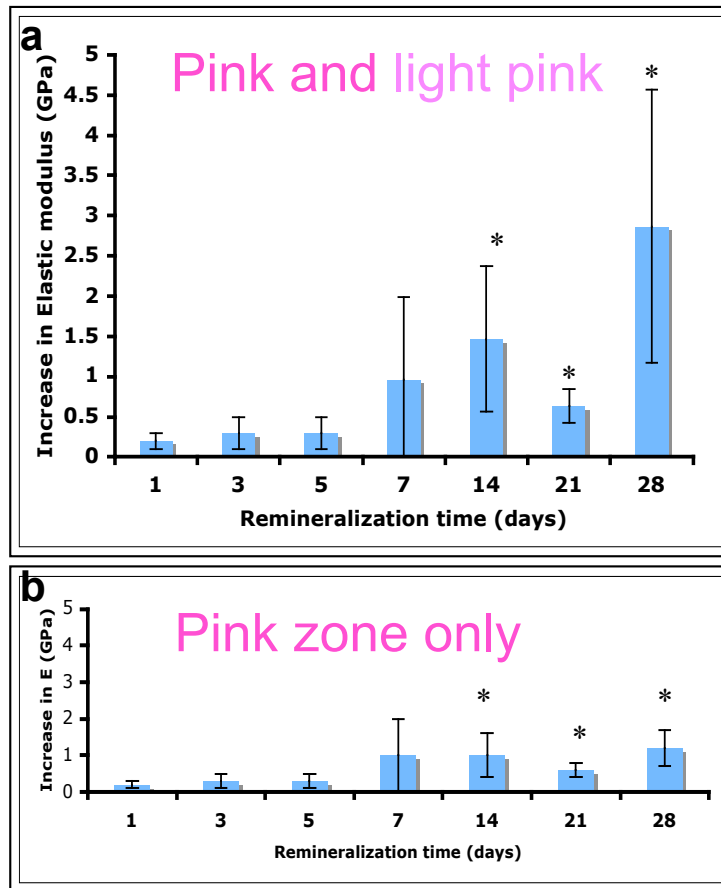 a
Pink and light pink
Increase in Elastic modulus (GPa)
5
4.5
4
3.5
3
2.5
2
1.5
1
0.5
0
*
*
*
1 3 5 7 14 21 28
Remineralization time (days)
b
Pink zone only
Increase in E (GPa)
5
4
3
2
1
0
*
*
*
1 3 5 7 14 21 28
Remineralization time (days)